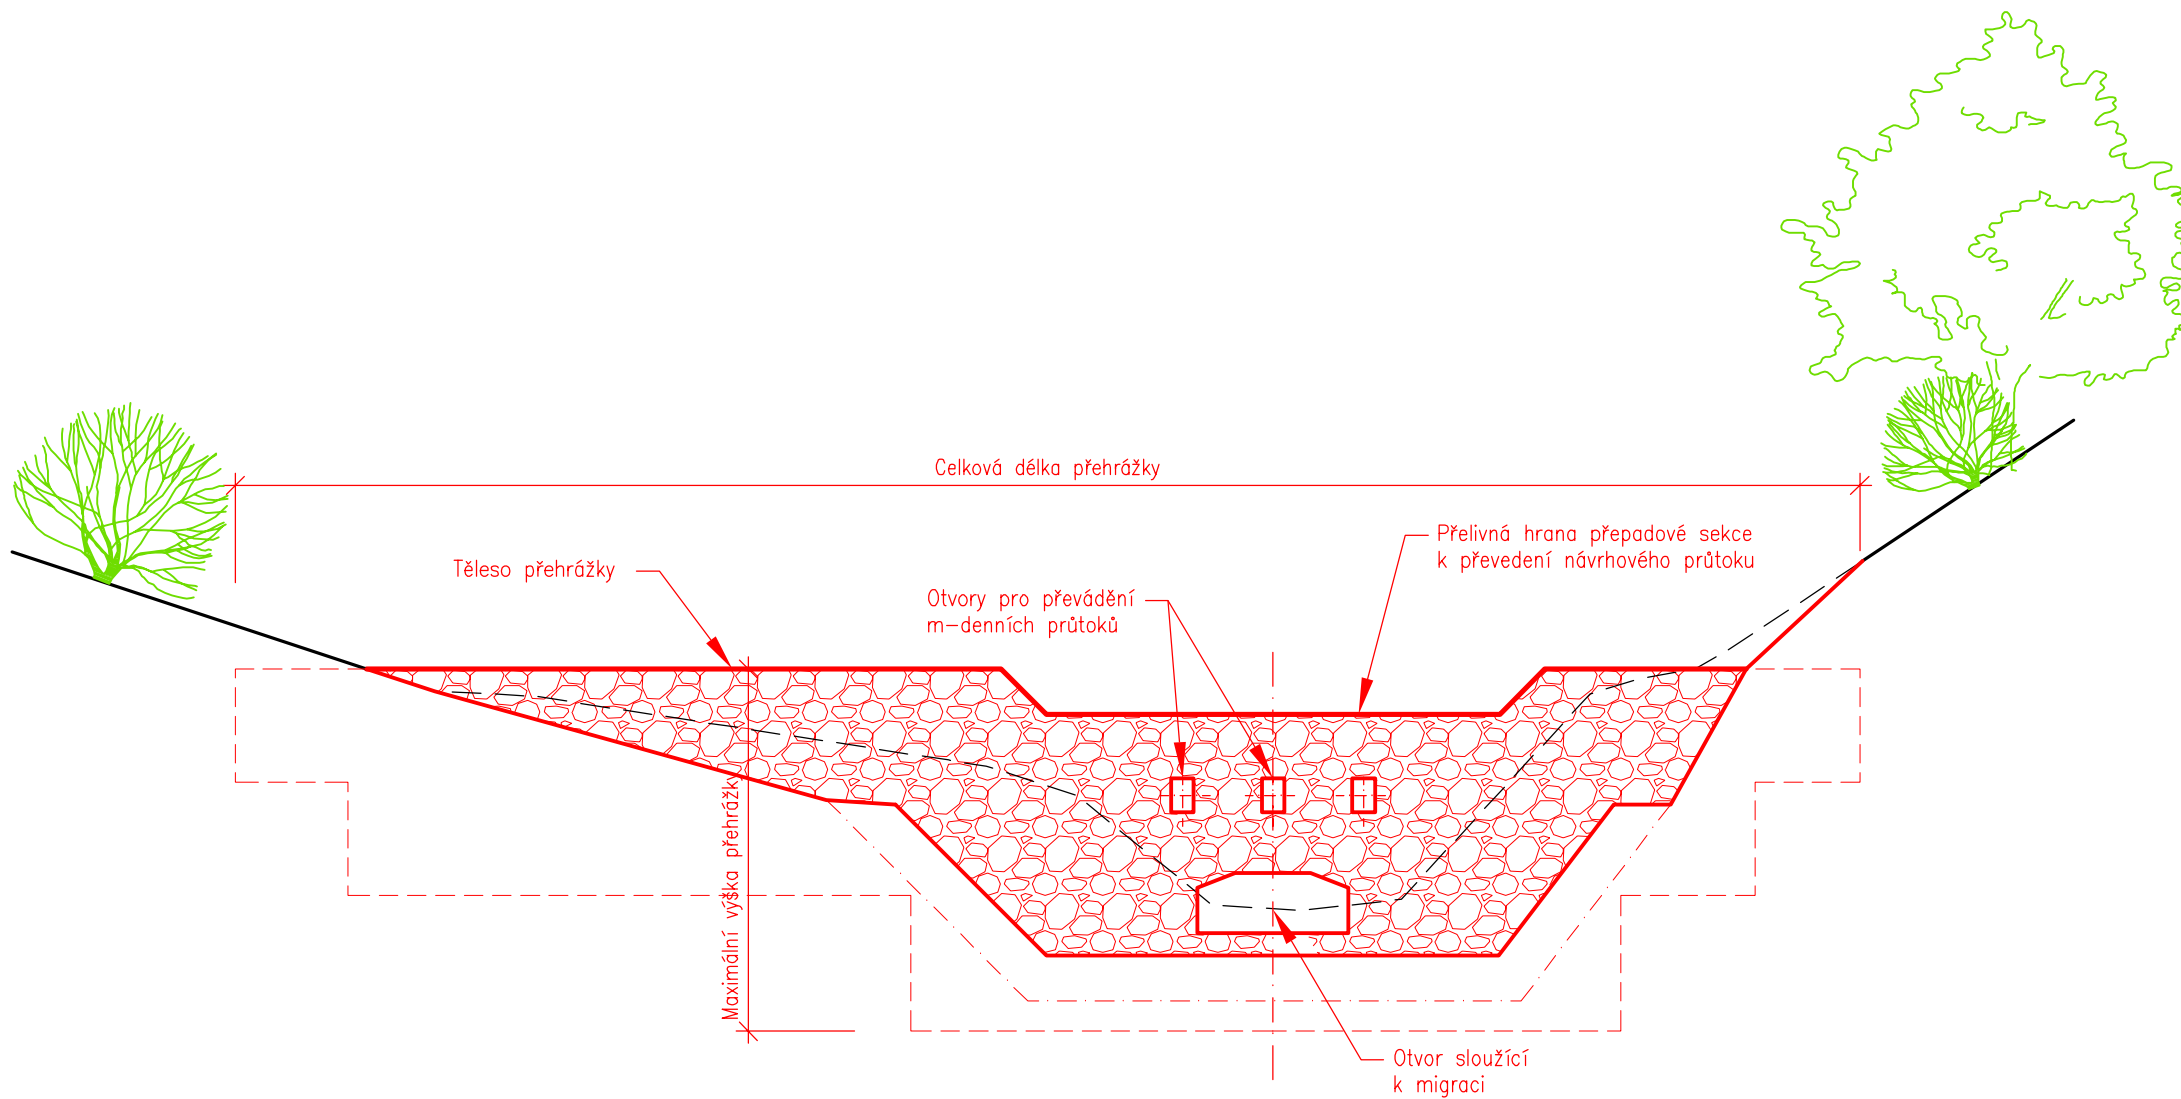 Celková délka přehrážky
Přelivná hrana přepadové sekce
k převedení návrhového průtoku
Těleso přehrážky
Otvory pro převádění
m-denních průtoků
Maximální výška přehrážky
Otvor sloužící
k migraci